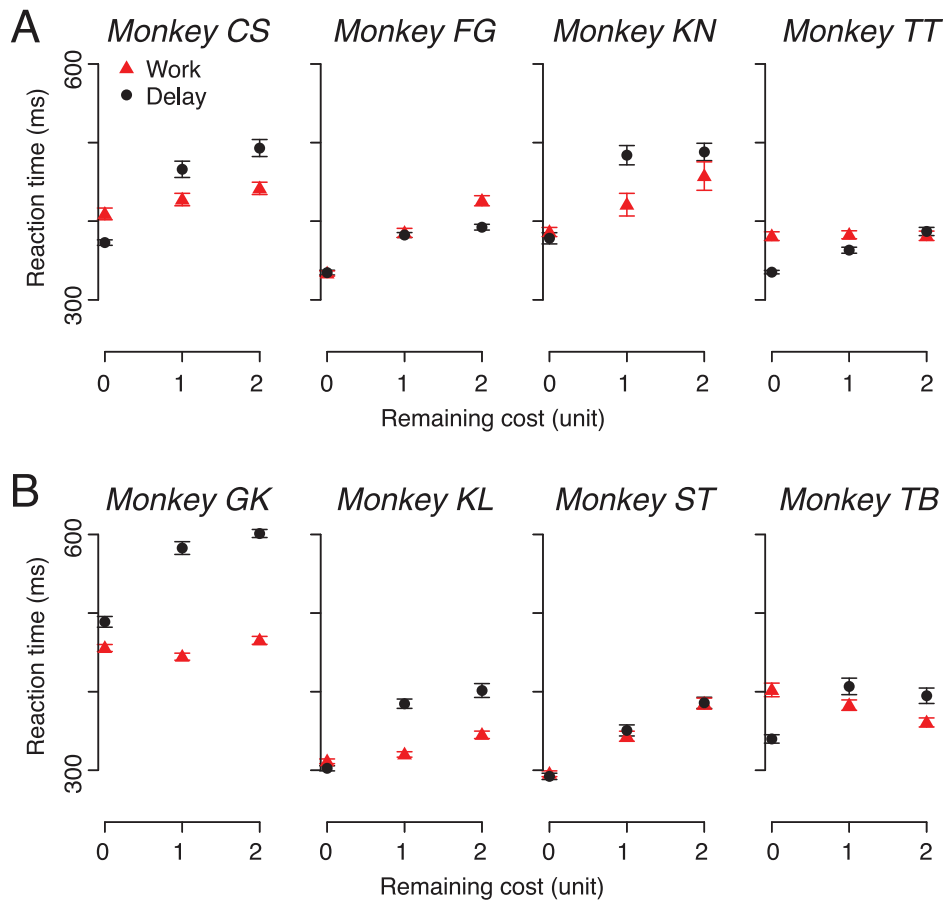 A
Monkey CS
Monkey FG
Monkey KN
Monkey TT
Reaction time (ms)
600
300
Work
Delay
0 1 2
0 1 2
0 1 2
0 1 2
Remaining cost (unit)
B
Monkey GK
Monkey KL
Monkey ST
Monkey TB
Reaction time (ms)
600
300
0 1 2
0 1 2
0 1 2
0 1 2
Remaining cost (unit)